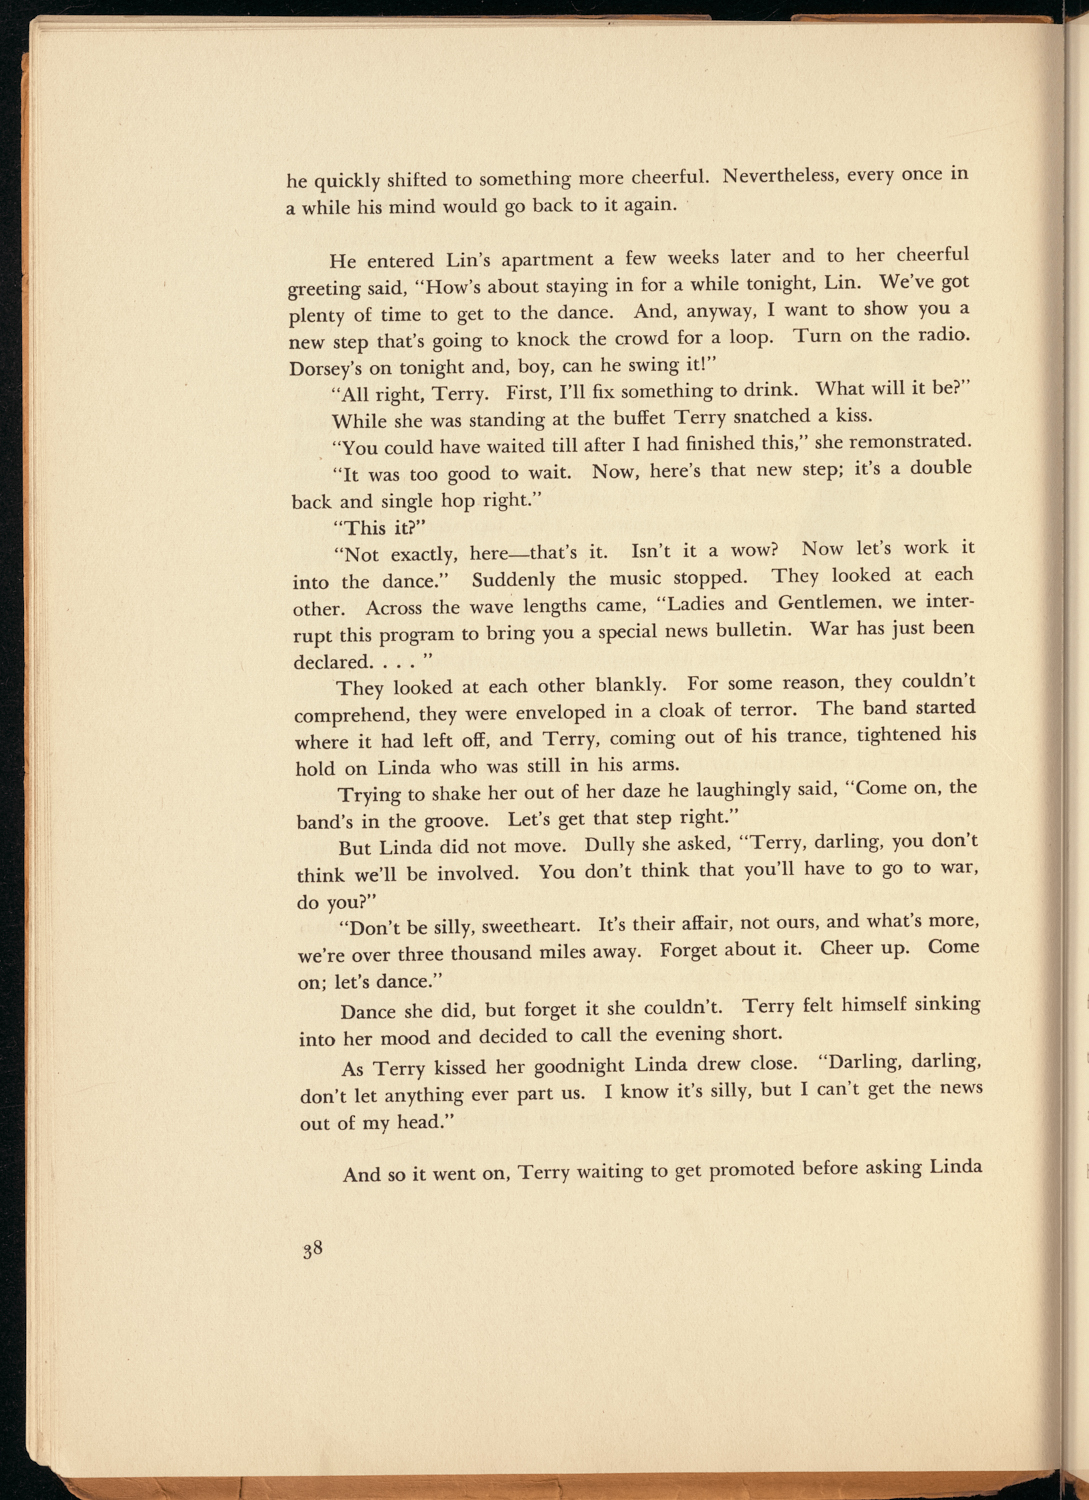 he quickly shifted to something more cheerful. Nevertheless, every once in
a while his mind would go back to it again.
He entered Lin's apartment a few weeks later and to her cheerful
greeting said, “How's about staying in for a while tonight, Lin. We've got
plenty of time to get to the dance. And, anyway, I want to show you a
new step that's going to knock the crowd for a loop. Turn on the radio.
Dorsey's on tonight and, boy, can he swing it!”
“All right, Terry. First, I'll fix something to drink. What will it be?”
While she was standing at the buffet Terry snatched a kiss.
“You could have waited till after I had finished this,” she remonstrated.
“It was too good to wait. Now, here's that new step; it's a double
back and single hop right.”
“This it?”
“Not exactly, here—that's it. Isn't it a wow? Now let's work it
into the dance.” Suddenly the music stopped. They looked at each
other. Across the wave lengths came, “Ladies and Gentlemen, we inter-
rupt this program to bring you a special news bulletin. War has just been
declared. . . . ”
They looked at each other blankly. For some reason, they couldn't
comprehend, they were enveloped in a cloak of terror. The band started
where it had left off, and Terry, coming out of his trance, tightened his
hold on Linda who was still in his arms.
Trying to shake her out of her daze he laughingly said, “Come on, the
band's in the groove. Let's get that step right.”
But Linda did not move. Dully she asked, “Terry, darling, you don't
think we'll be involved. You don't think that you'll have to go to war,
do you?”
“Don't be silly, sweetheart. It's their affair, not ours, and what's more,
we're over three thousand miles away. Forget about it. Cheer up. Come
on; let's dance.”
Dance she did, but forget it she couldn't. Terry felt himself sinking
into her mood and decided to call the evening short.
As Terry kissed her goodnight Linda drew close. “Darling, darling,
don't let anything ever part us. I know it's silly, but I can't get the news
out of my head.”
And so it went on, Terry waiting to get promoted before asking Linda
38